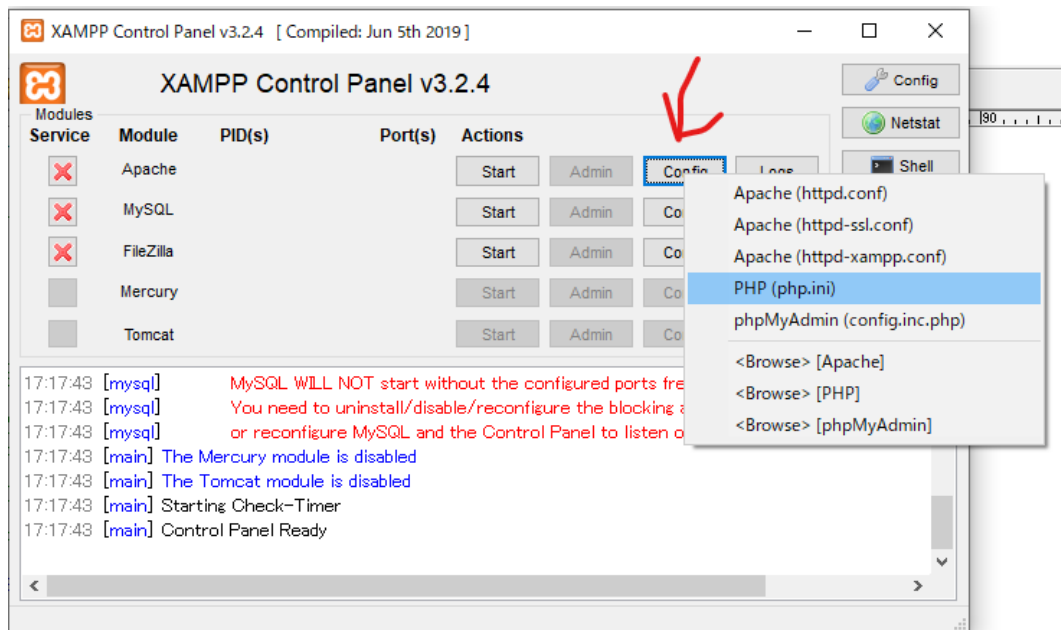 XAMPP Control Panel v3.2.4 [ Compiled: Jun 5th 2019 ]
XAMPP Control Panel v3.2.4
Config
Modules
Service Module PID(s) Port(s) Actions
Netstat
90
Apache Start Admin Config Logs
Shell
MySQL Start Admin
FileZilla Start Admin
Mercury Start Admin
Tomcat Start Admin
Apache (httpd.conf)
Apache (httpd-ssl.conf)
Apache (httpd-xampp.conf)
PHP (php.ini)
phpMyAdmin (config.inc.php)
<Browse> [Apache]
<Browse> [PHP]
<Browse> [phpMyAdmin]
17:17:43 [mysql] MySQL WILL NOT start without the configured ports
17:17:43 [mysql] You need to uninstall/disable/reconfigure the blocking
17:17:43 [mysql] or reconfigure MySQL and the Control Panel to listen
17:17:43 [main] The Mercury module is disabled
17:17:43 [main] The Tomcat module is disabled
17:17:43 [main] Starting Check-Timer
17:17:43 [main] Control Panel Ready